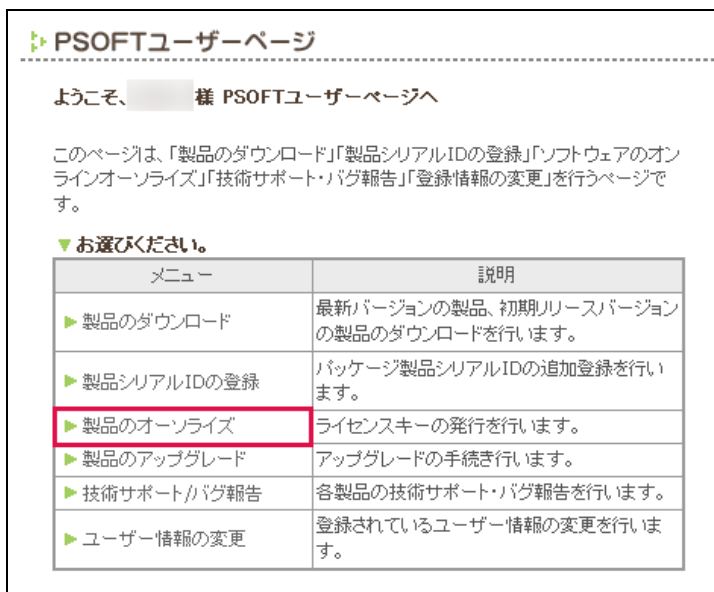 PSOFTユーザーページ
ようこそ、 様 PSOFTユーザーページへ
このページは、「製品のダウンロード」「製品シリアルIDの登録」「ソフトウェアのオン
ラインオーソライズ」「技術サポート・バグ報告」「登録情報の変更」を行うページで
す。
▼お選びください。
メニュー 説明
▶製品のダウンロード 最新バージョンの製品、初期リリースバージョン
の製品のダウンロードを行います。
▶製品シリアルIDの登録 パッケージ製品シリアルIDの追加登録を行い
ます。
▶製品のオーソライズ ライセンスキーの発行を行います。
▶製品のアップグレード アップグレードの手続き行います。
▶技術サポート/バグ報告 各製品の技術サポート・バグ報告を行います。
▶ユーザー情報の変更 登録されているユーザー情報の変更を行いま
す。